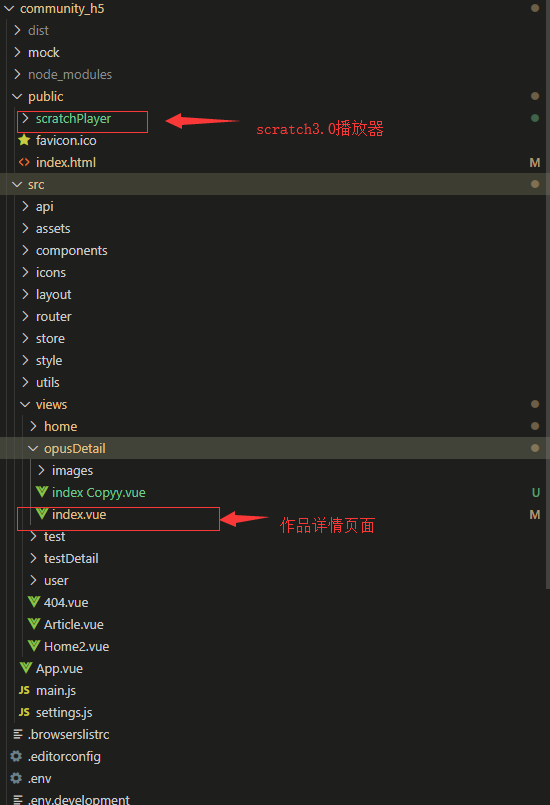 community_h5
dist
mock
node_modules
public
scratchPlayer
scratch3.0播放器
favicon.ico
index.html M
src
api
assets
components
icons
layout
router
store
style
utils
views
home
opusDetail
images
index Copyy.vue U
index.vue M
作品详情页面
test
testDetail
user
404.vue
Article.vue
Home2.vue
App.vue
JS main.js
JS settings.js
.browserslistrc
.editorconfig
.env
.env.development